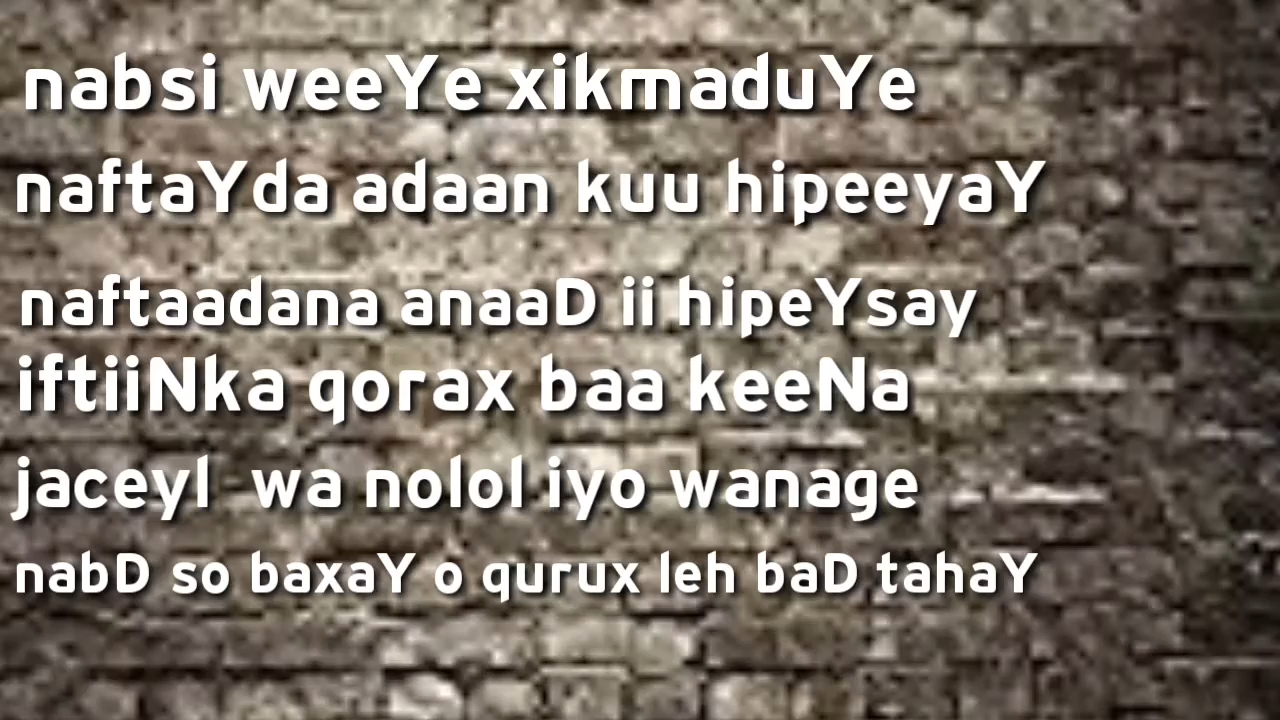 nabsi weeYe xikmaduYe
naftaYda adaan kuu hipeeyaY
naftaadana anaaD ii hipeYsay
iftiiNka qorax baa keeNa
jaceyl wa nolol iyo wanage
nabD so baxaY o qurux leh baD tahaY